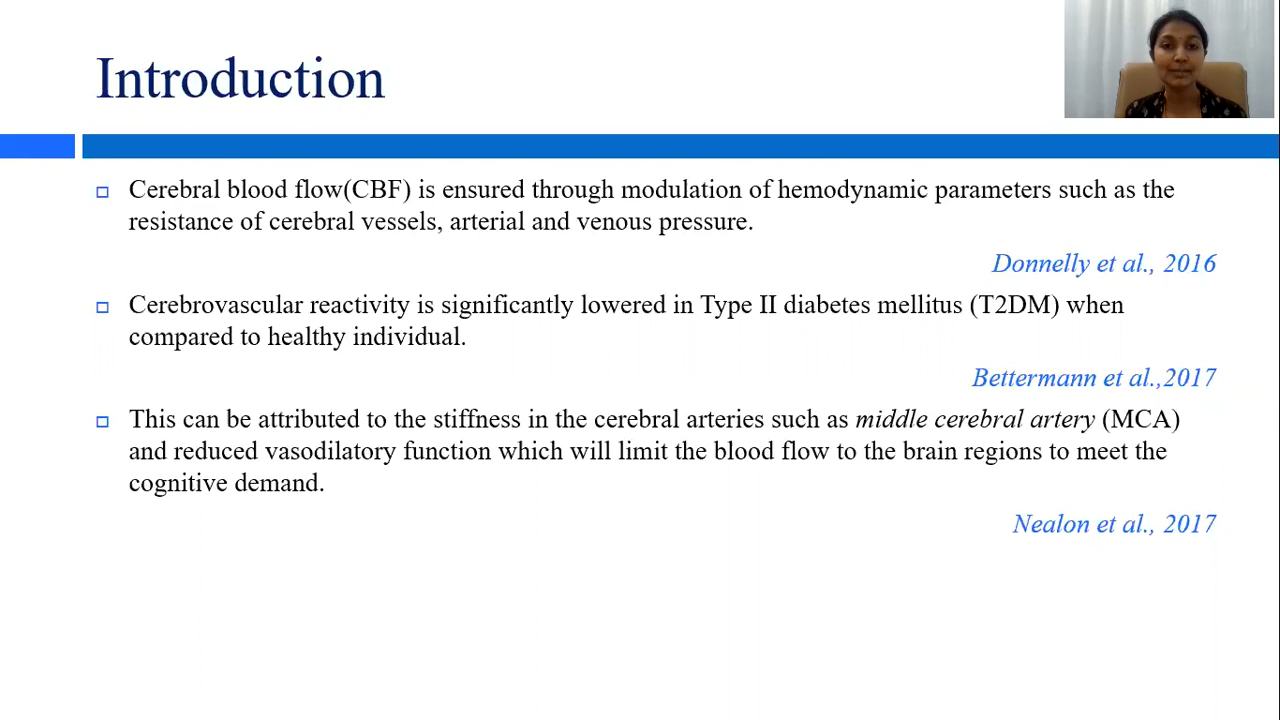 Introduction
Cerebral blood flow(CBF) is ensured through modulation of hemodynamic parameters such as the
resistance of cerebral vessels, arterial and venous pressure.
Donnelly et al., 2016
Cerebrovascular reactivity is significantly lowered in Type II diabetes mellitus (T2DM) when
compared to healthy individual.
Bettermann et al.,2017
This can be attributed to the stiffness in the cerebral arteries such as middle cerebral artery (MCA)
and reduced vasodilatory function which will limit the blood flow to the brain regions to meet the
cognitive demand.
Nealon et al., 2017